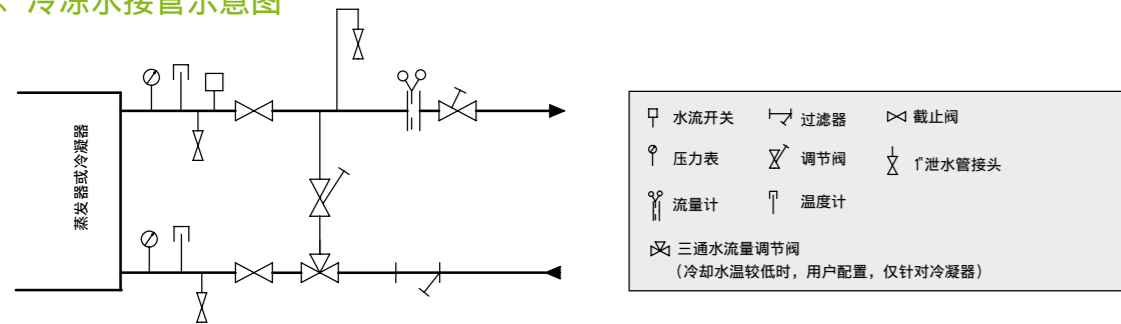 、冷冻水接管示意图
蒸发器或冷凝器
水流开关
过滤器
截止阀
压力表
调节阀
1"泄水管接头
流量计
温度计
三通水流量调节阀
（冷却水温较低时，用户配置，仅针对冷凝器）